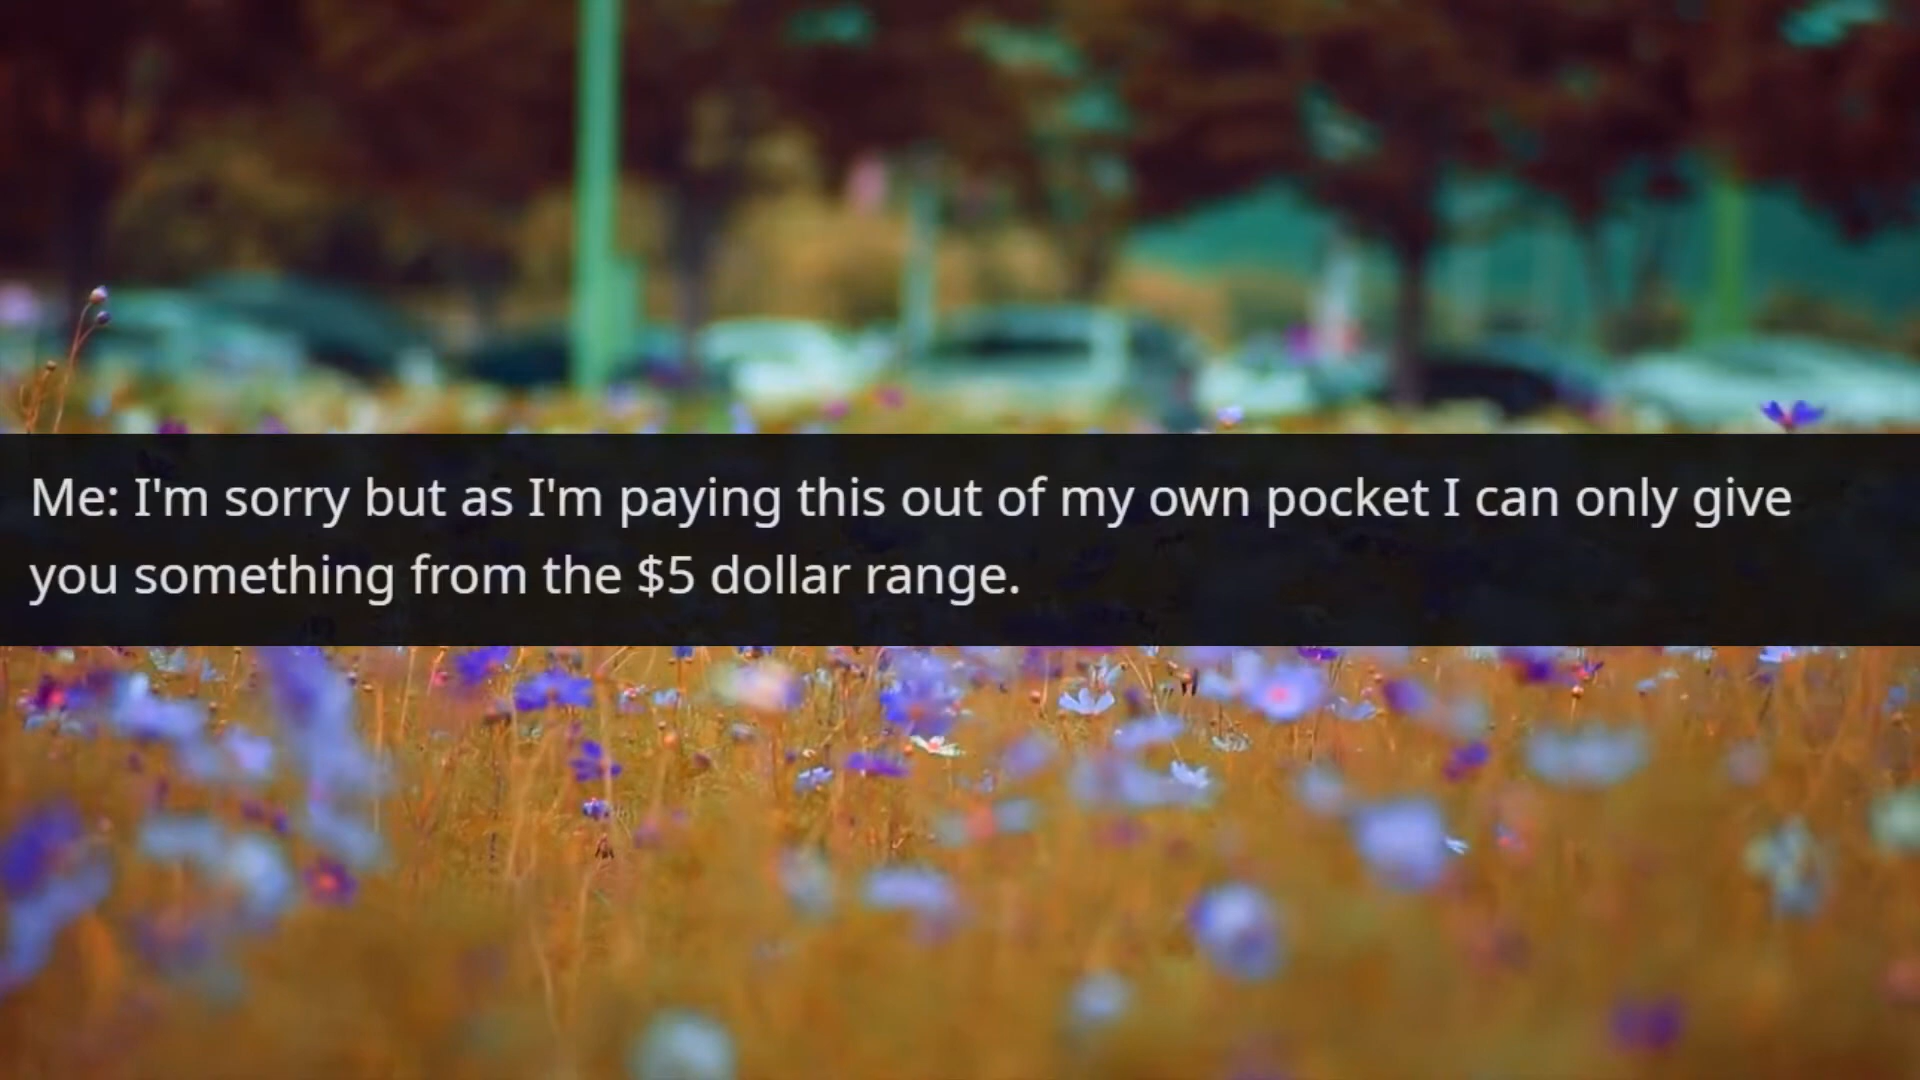 Me: I'm sorry but as I'm paying this out of my own pocket I can only give
you something from the $5 dollar range.